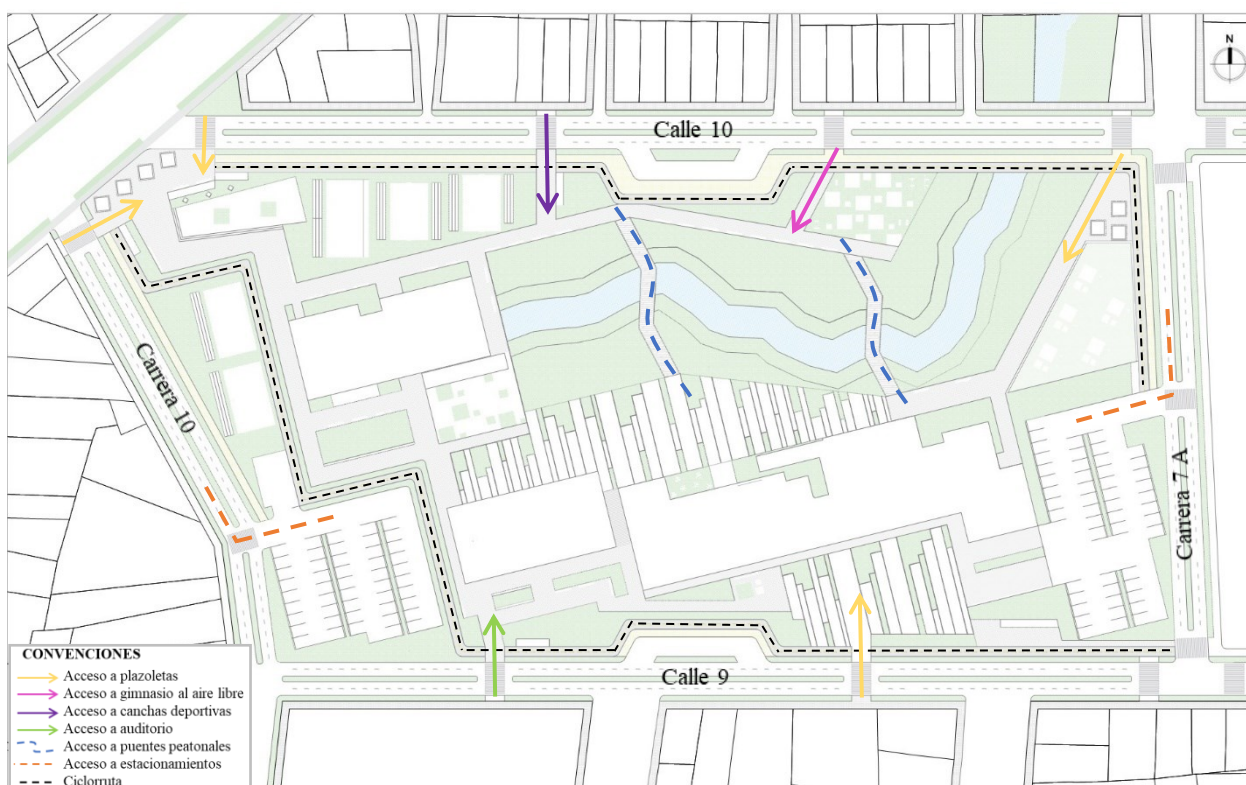 N
Calle 10
Carrera 10
Carrera 7 A
Calle 9
CONVENCIONES
Acceso a plazoletas
Acceso a gimnasio al aire libre
Acceso a canchas deportivas
Acceso a auditorio
Acceso a puentes peatonales
Acceso a estacionamientos
Ciclorruta